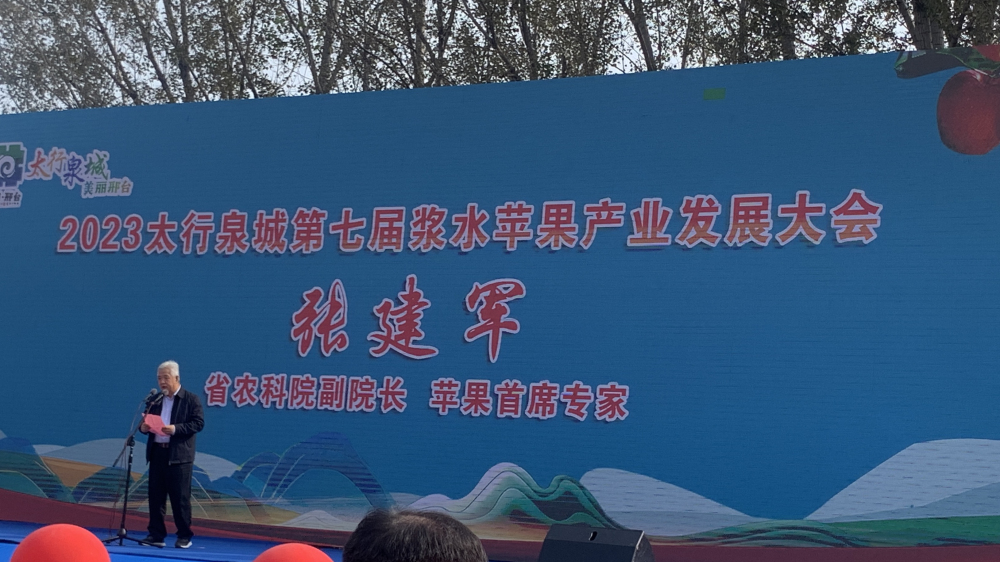 太行泉城
美丽邢台
2023太行泉城第七届浆水苹果产业发展大会
张建军
省农科院副院长 苹果首席专家